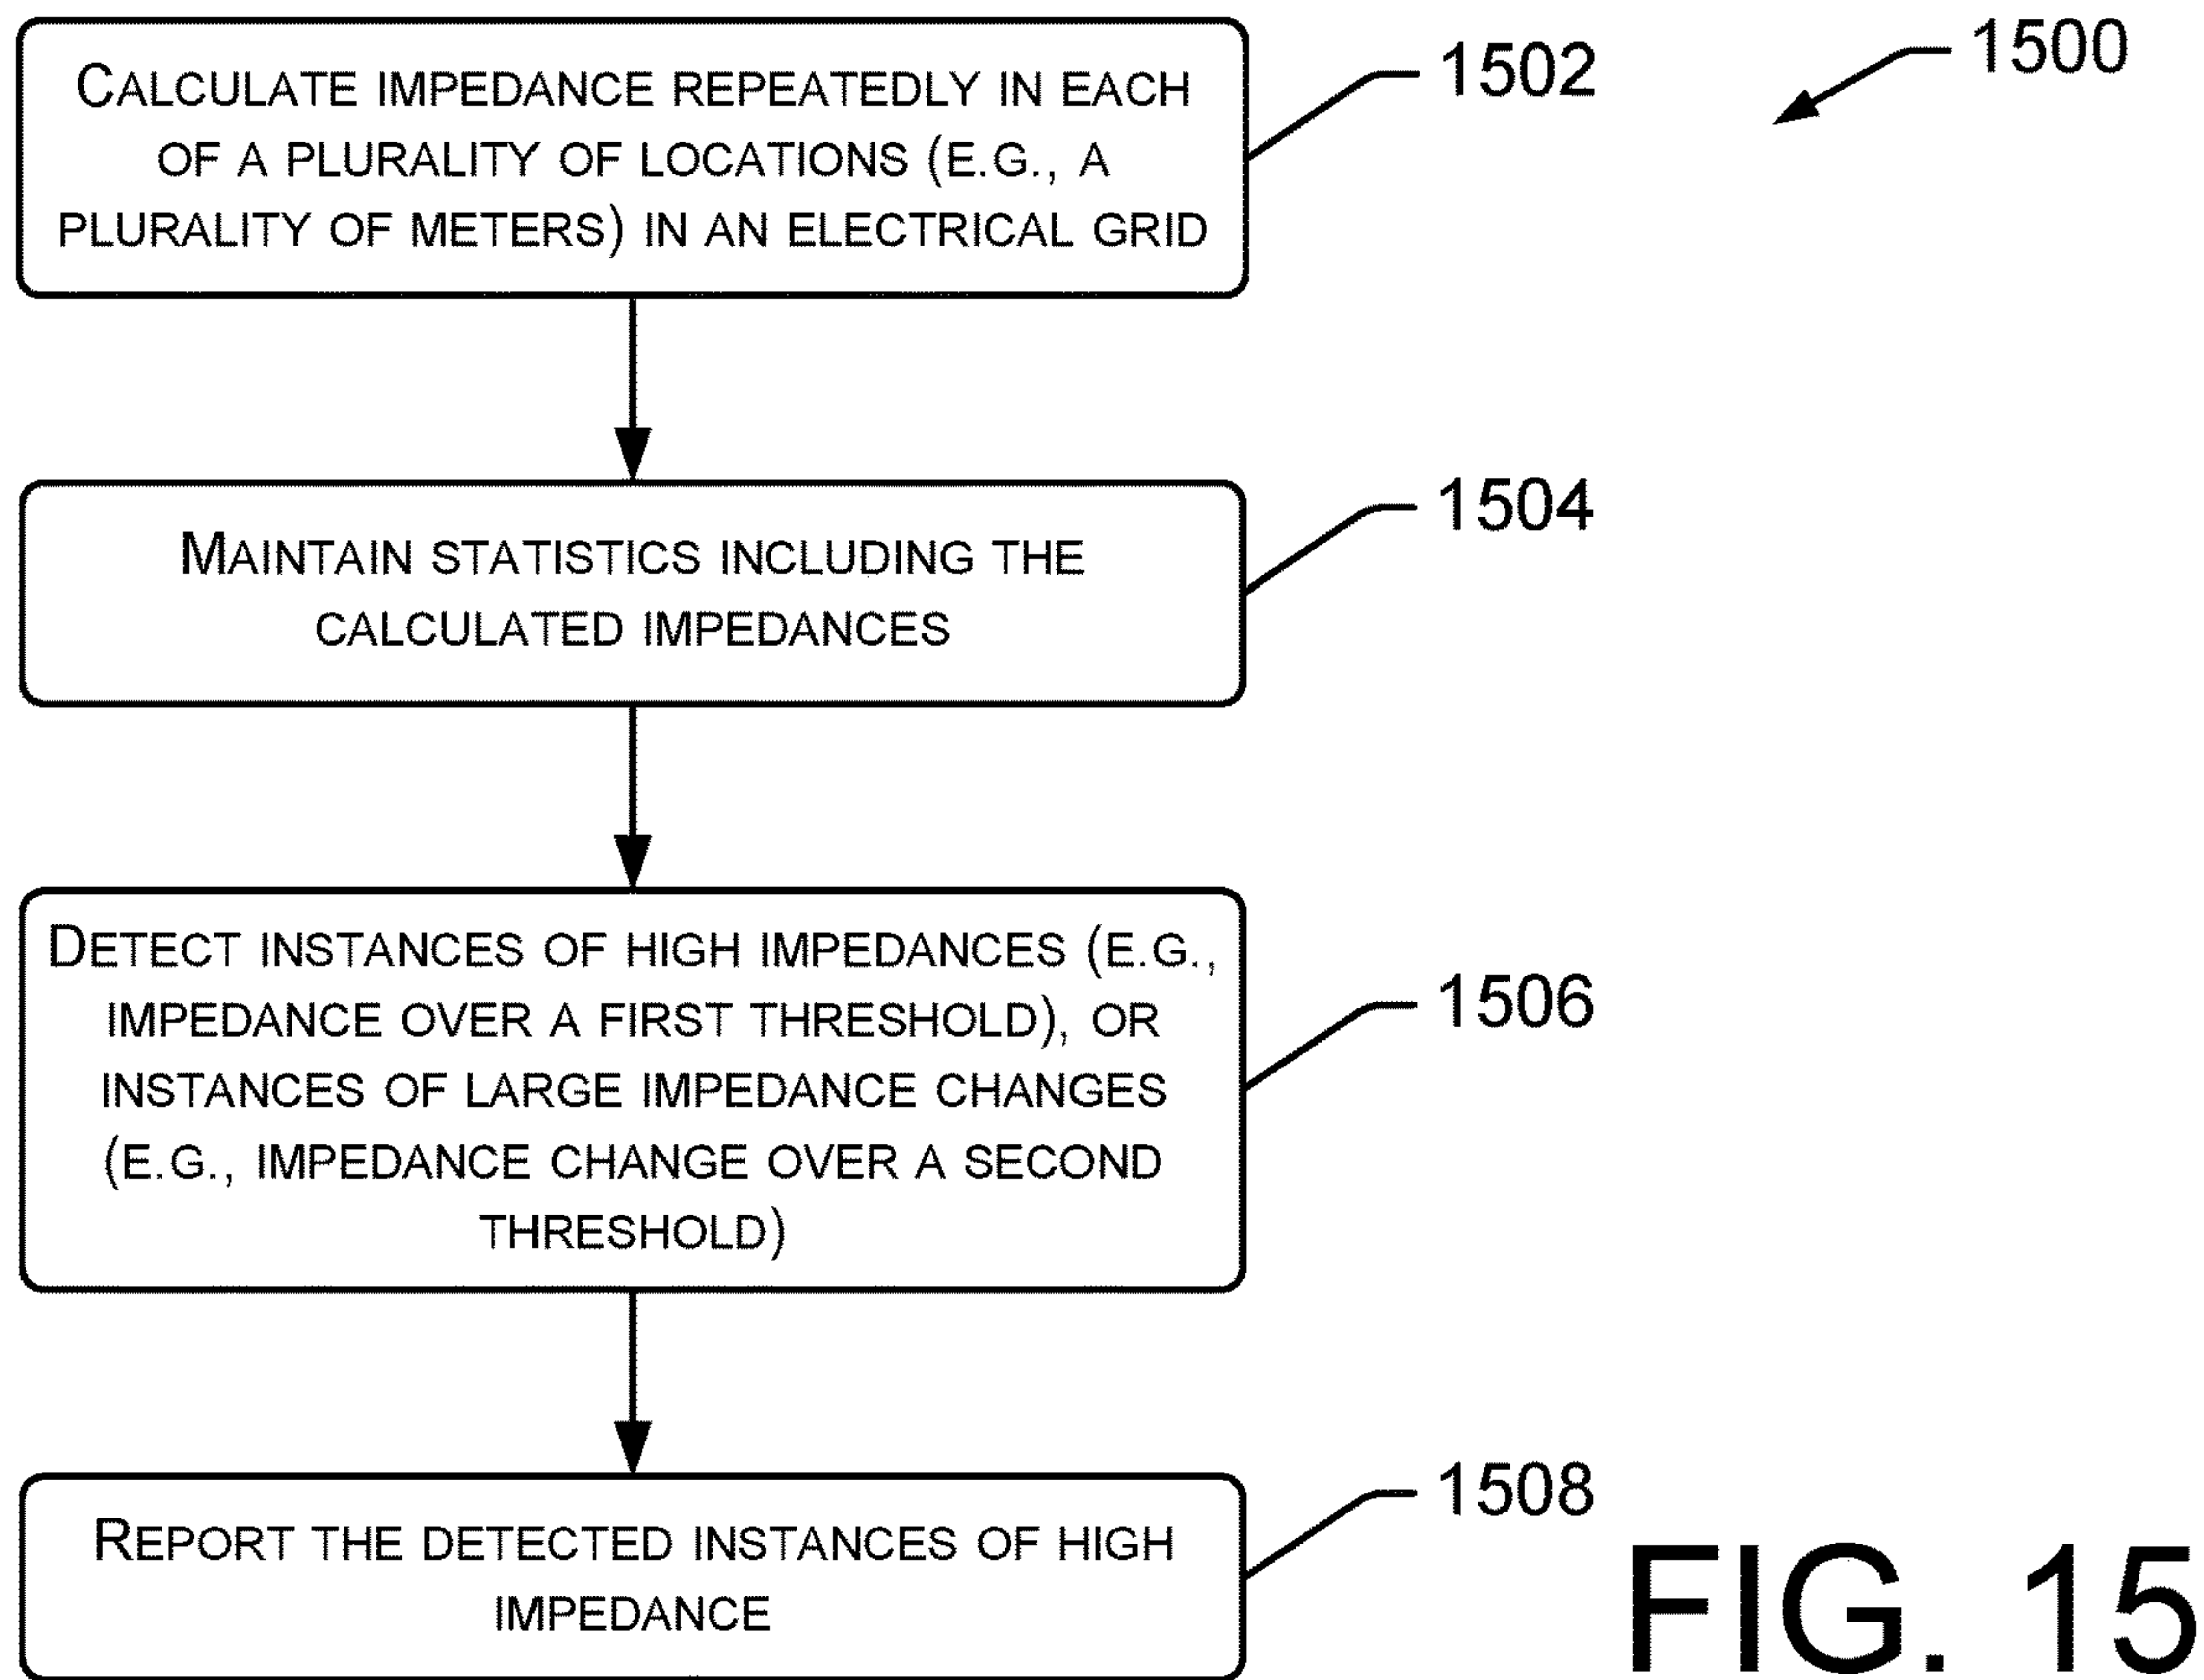 CALCULATE IMPEDANCE REPEATEDLY IN EACH
OF A PLURALITY OF LOCATIONS (E.G., A
PLURALITY OF METERS) IN AN ELECTRICAL GRID
1502
1500
MAINTAIN STATISTICS INCLUDING THE
CALCULATED IMPEDANCES
1504
DETECT INSTANCES OF HIGH IMPEDANCES (E.G.,
IMPEDANCE OVER A FIRST THRESHOLD), OR
INSTANCES OF LARGE IMPEDANCE CHANGES
(E.G., IMPEDANCE CHANGE OVER A SECOND
THRESHOLD)
1506
REPORT THE DETECTED INSTANCES OF HIGH
IMPEDANCE
1508
FIG. 15